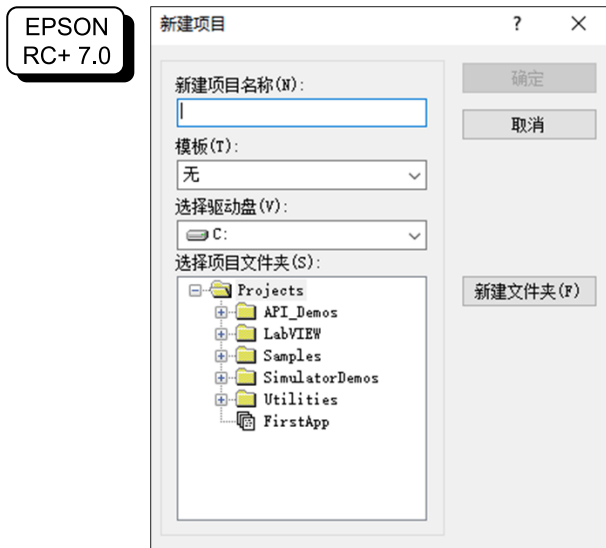 EPSON
RC+ 7.0
新建项目
?
新建项目名称(N):
确定
取消
模板(T):
无
选择驱动盘(V):
C:
选择项目文件夹(S):
Projects
新建文件夹(F)
API_Demos
LabVIEW
Samples
SimulatorDemos
Utilities
FirstApp